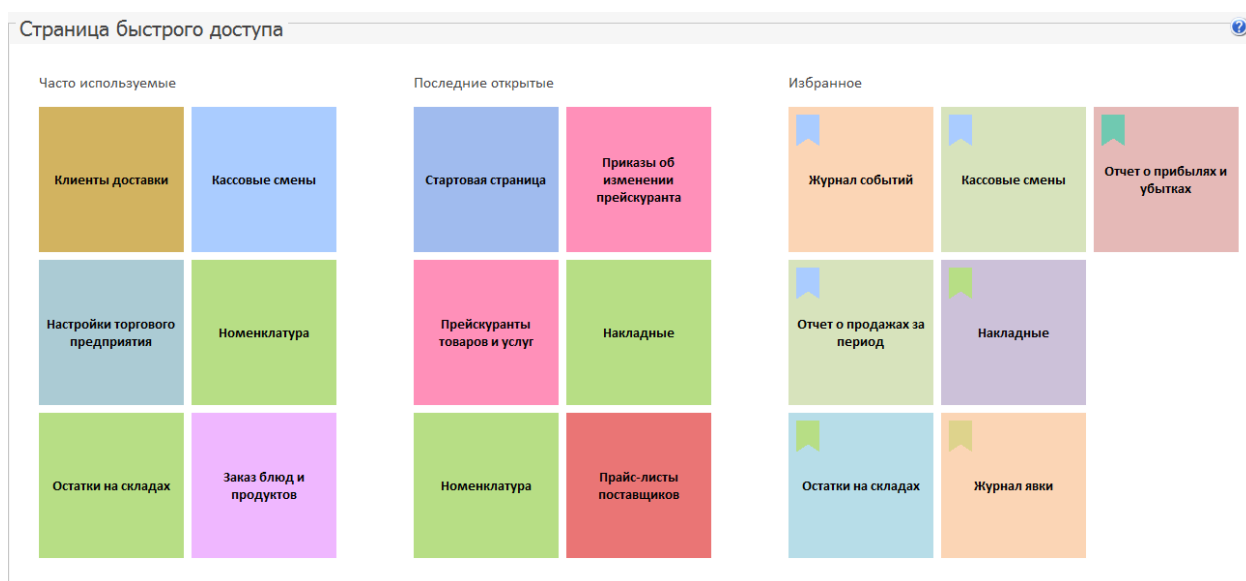 Страница быстрого доступа
?
Часто используемые
Клиенты доставки
Кассовые смены
Настройки торгового
предприятия
Номенклатура
Остатки на складах
Заказ блюд и
продуктов
Последние открытые
Стартовая страница
Приказы об
изменении
прейскуранта
Прейскуранты
товаров и услуг
Накладные
Номенклатура
Прайс-листы
поставщиков
Избранное
Журнал событий
Кассовые смены
Отчет о прибылях и
убытках
Отчет о продажах за
период
Накладные
Остатки на складах
Журнал явки